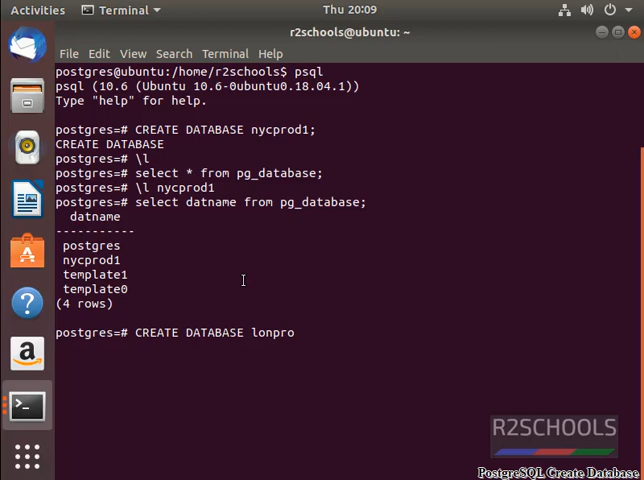 Activities Terminal Thu 20:09
r2schools@ubuntu: ~
File Edit View Search Terminal Help
postgres@ubuntu:/home/r2schools$ psql
psql (10.6 (Ubuntu 10.6-0ubuntu0.18.04.1))
Type "help" for help.
postgres=# CREATE DATABASE nycprod1;
CREATE DATABASE
postgres=# \l
postgres=# select * from pg_database;
postgres=# \l nycprod1
postgres=# select datname from pg_database;
datname
-----------
postgres
nycprod1
template1
template0
(4 rows)
postgres=# CREATE DATABASE lonpro
R2SCHOOLS
PostgreSQL Create Database